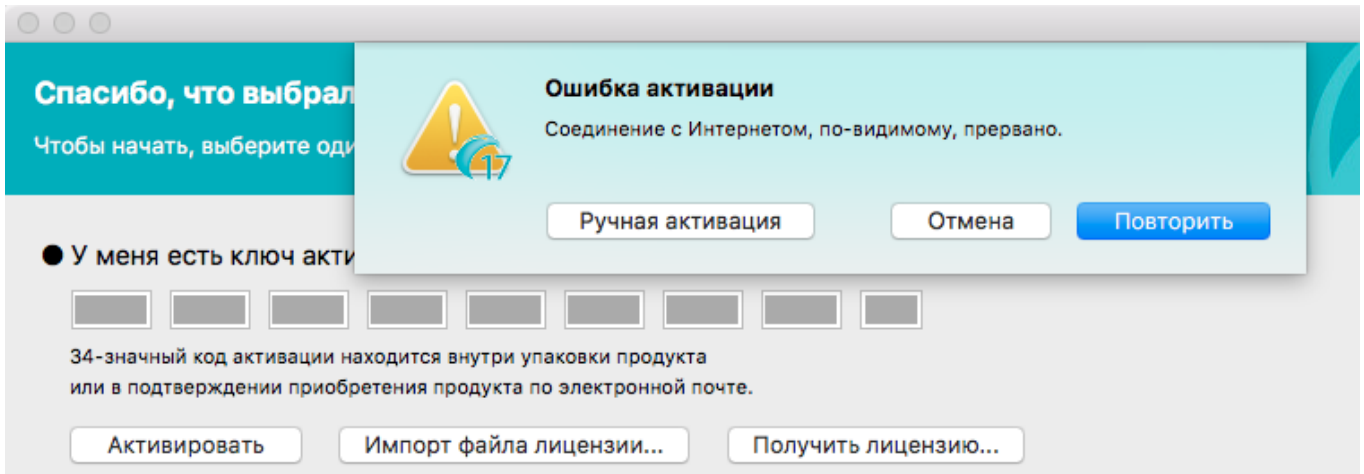 Спасибо, что выбрал
Чтобы начать, выберите оди
Ошибка активации
Соединение с Интернетом, по-видимому, прервано.
17
Ручная активация
Отмена
Повторить
У меня есть ключ акти
34-значный код активации находится внутри упаковки продукта
или в подтверждении приобретения продукта по электронной почте.
Активировать
Импорт файла лицензии...
Получить лицензию...